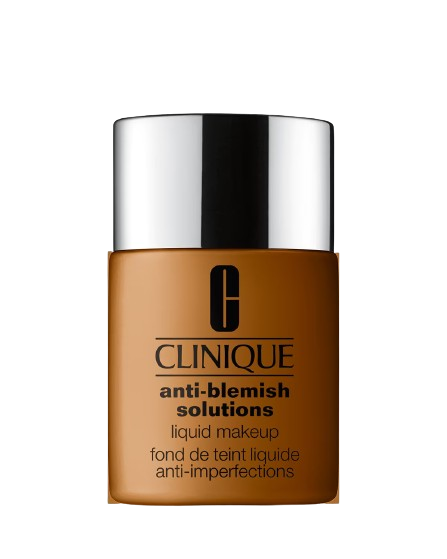 C
CLINIQUE
anti-blemish
solutions
liquid makeup
fond de teint liquide
anti-imperfections